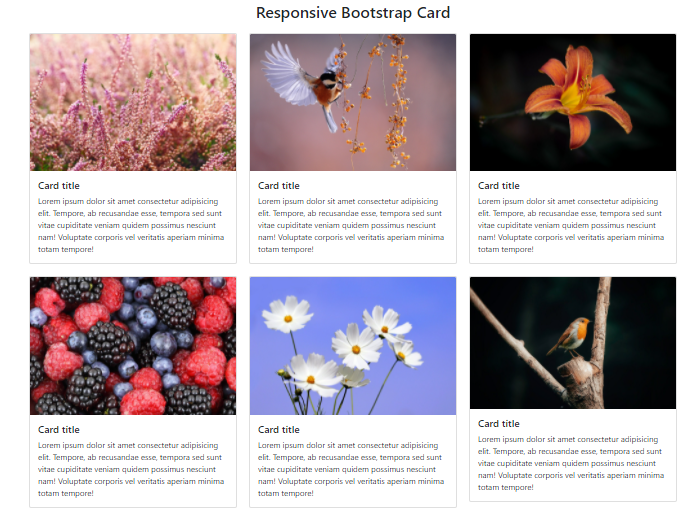 Responsive Bootstrap Card
Card title
Lorem ipsum dolor sit amet consectetur adipisicing
elit. Tempore, ab recusandae esse, tempora sed sunt
vitae cupiditate veniam quidem possimus nesciunt
nam! Voluptate corporis vel veritatis aperiam minima
totam tempore!
Card title
Lorem ipsum dolor sit amet consectetur adipisicing
elit. Tempore, ab recusandae esse, tempora sed sunt
vitae cupiditate veniam quidem possimus nesciunt
nam! Voluptate corporis vel veritatis aperiam minima
totam tempore!
Card title
Lorem ipsum dolor sit amet consectetur adipisicing
elit. Tempore, ab recusandae esse, tempora sed sunt
vitae cupiditate veniam quidem possimus nesciunt
nam! Voluptate corporis vel veritatis aperiam minima
totam tempore!
Card title
Lorem ipsum dolor sit amet consectetur adipisicing
elit. Tempore, ab recusandae esse, tempora sed sunt
vitae cupiditate veniam quidem possimus nesciunt
nam! Voluptate corporis vel veritatis aperiam minima
totam tempore!
Card title
Lorem ipsum dolor sit amet consectetur adipisicing
elit. Tempore, ab recusandae esse, tempora sed sunt
vitae cupiditate veniam quidem possimus nesciunt
nam! Voluptate corporis vel veritatis aperiam minima
totam tempore!
Card title
Lorem ipsum dolor sit amet consectetur adipisicing
elit. Tempore, ab recusandae esse, tempora sed sunt
vitae cupiditate veniam quidem possimus nesciunt
nam! Voluptate corporis vel veritatis aperiam minima
totam tempore!